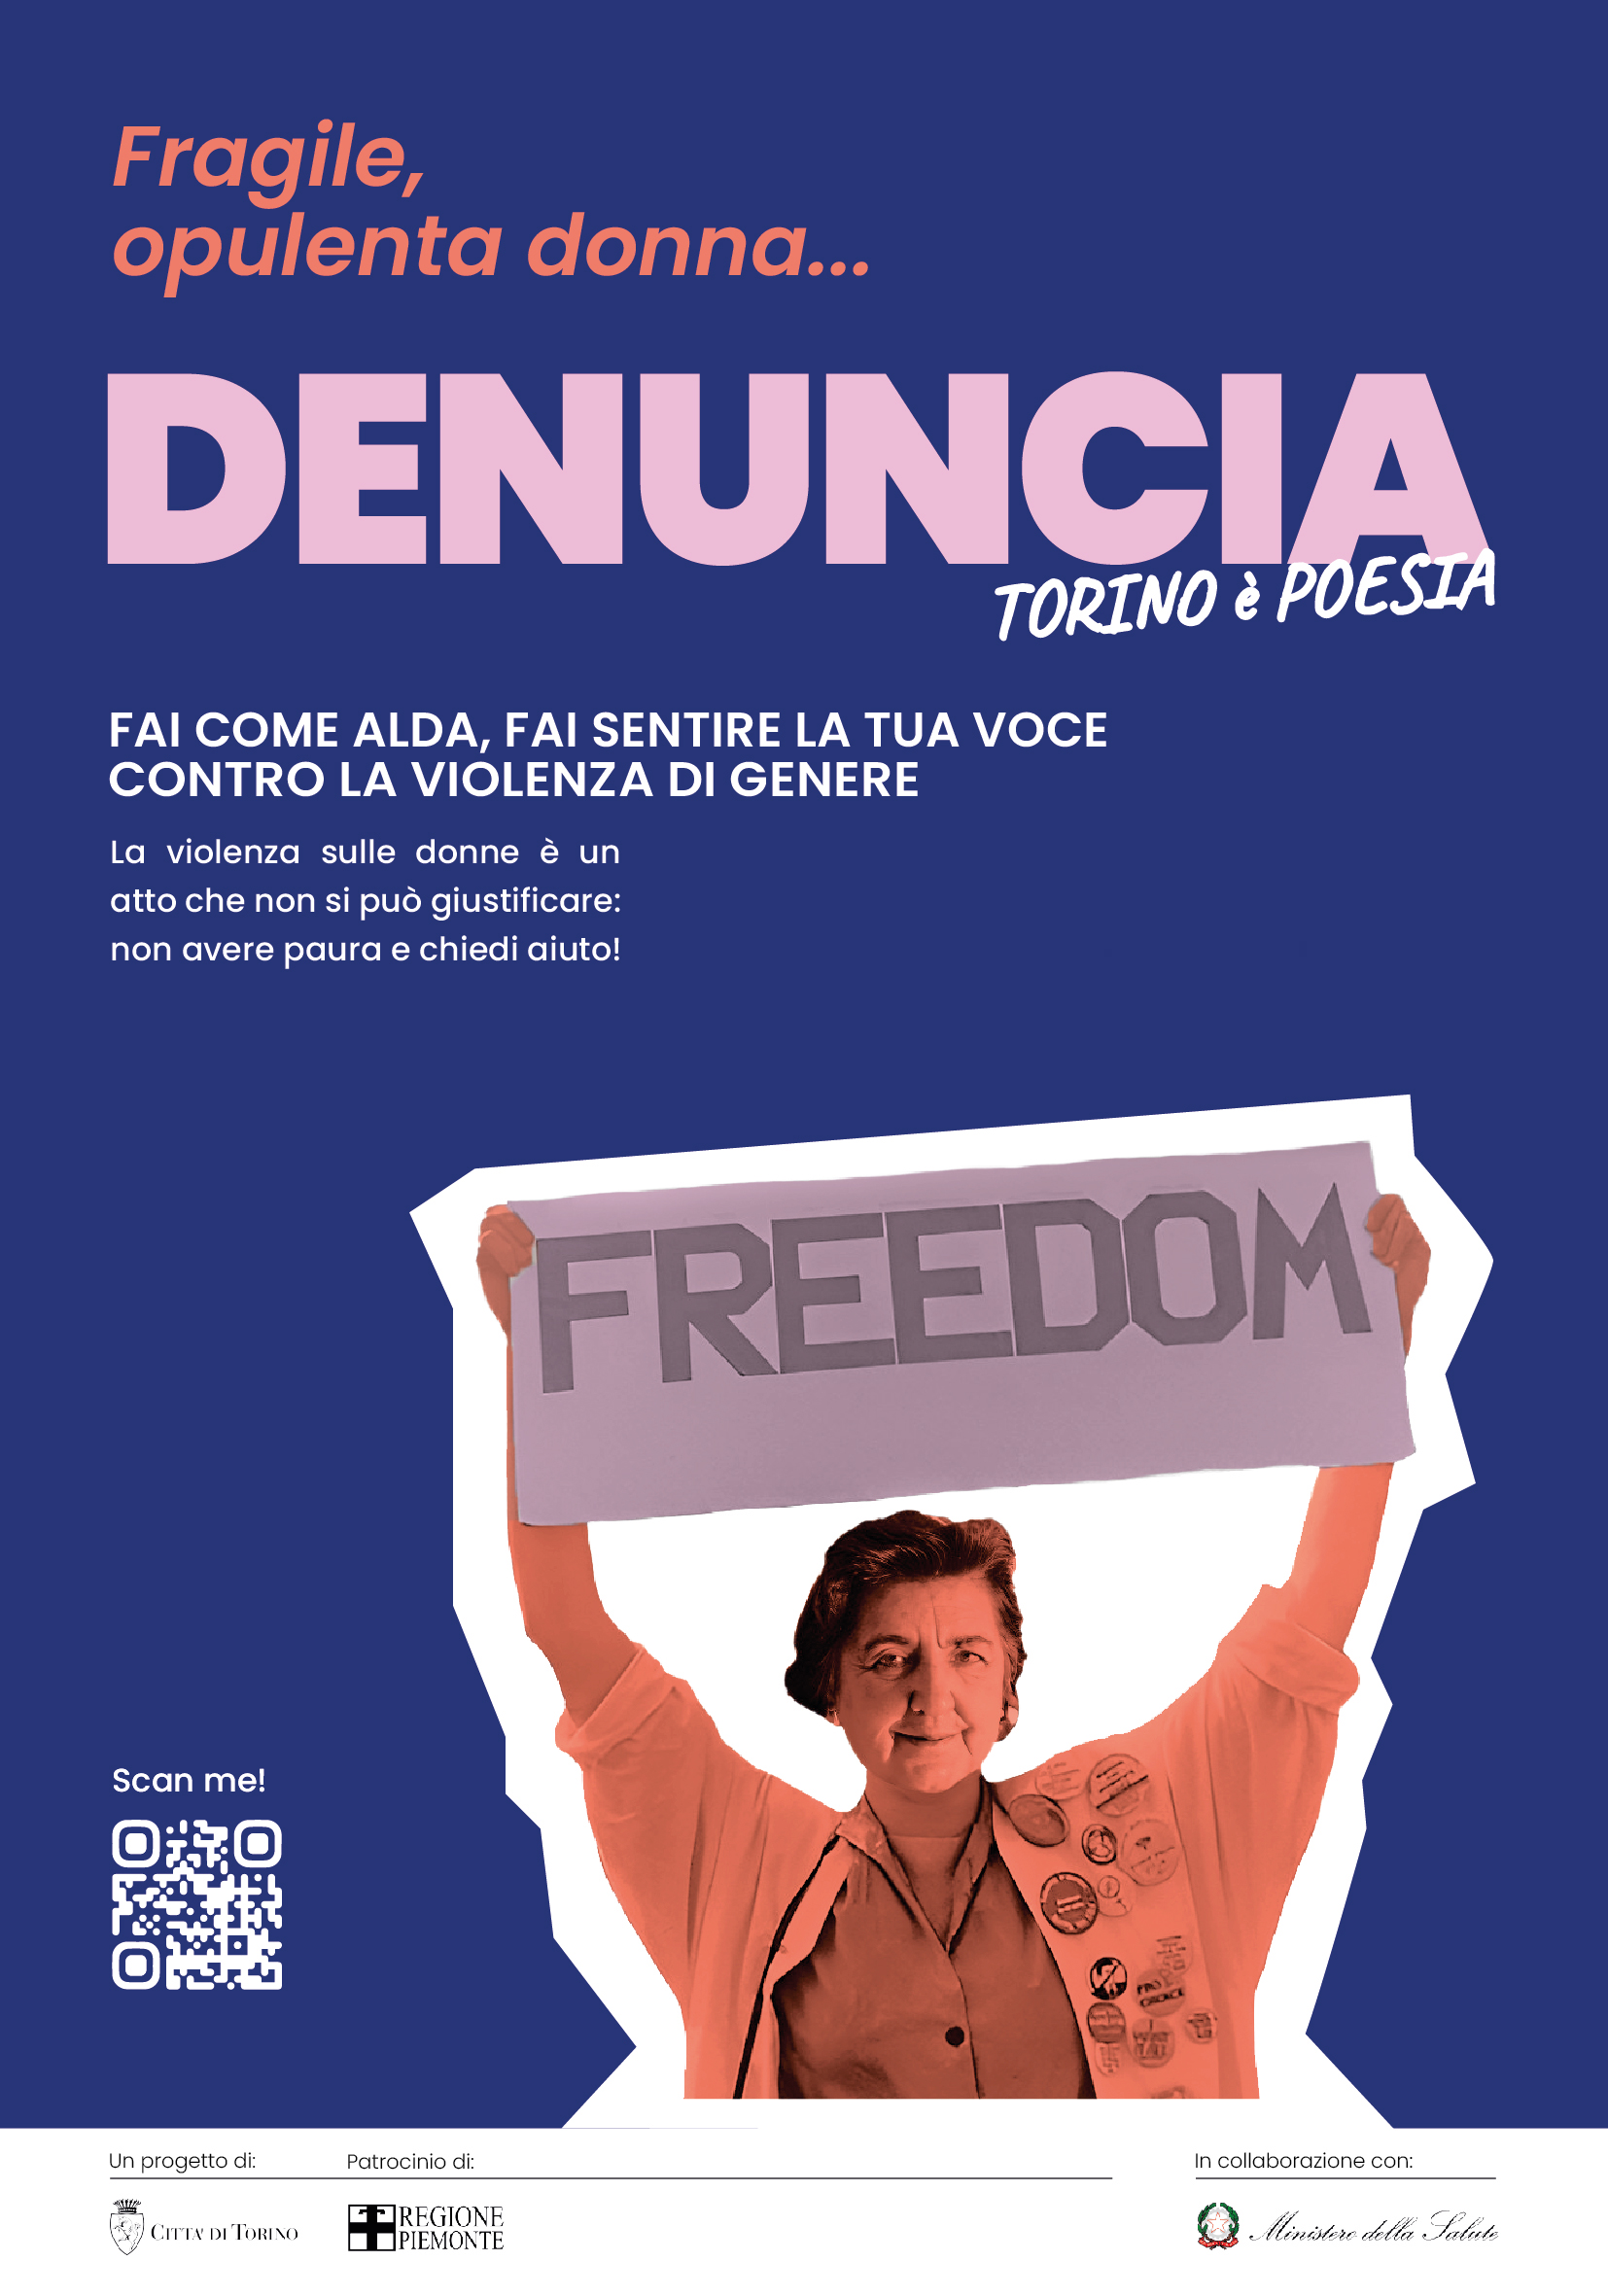 Fragile,
opulenta donna...
DENUNCIA
TORINO è POESIA
FAI COME ALDA, FAI SENTIRE LA TUA VOCE
CONTRO LA VIOLENZA DI GENERE
La violenza sulle donne è un
atto che non si può giustificare:
non avere paura e chiedi aiuto!
FREEDOM
Scan me!
Un progetto di:
Patrocinio di:
In collaborazione con:
CITTA' DI TORINO
REGIONE
PIEMONTE
Ministero della Salute